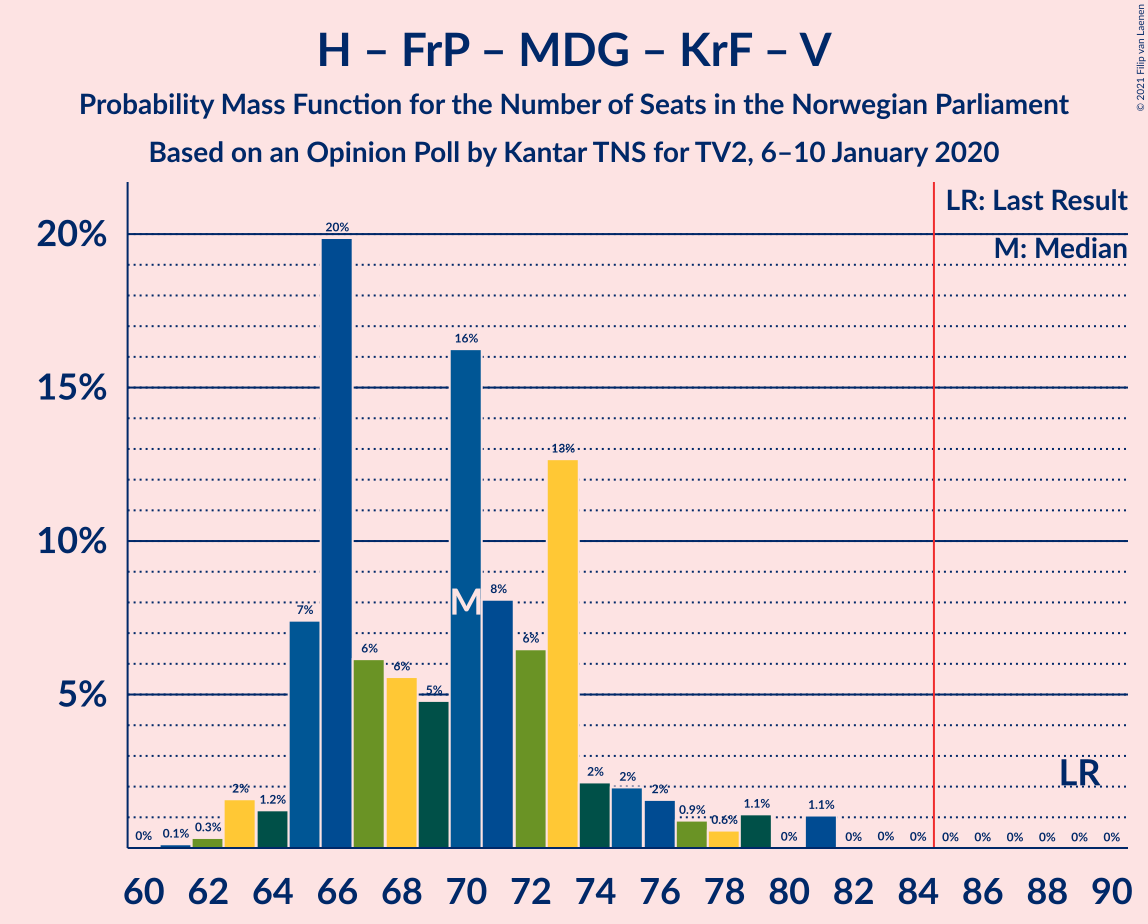 H – FrP – MDG – KrF – V
Probability Mass Function for the Number of Seats in the Norwegian Parliament
Based on an Opinion Poll by Kantar TNS for TV2, 6–10 January 2020
© 2021 Filip van Laenen
LR: Last Result
M: Median
20%
15%
10%
5%
0% 0.1% 0.3% 2% 1.2% 7% 20% 6% 6% 5% 16% 8% 6% 13% 2% 2% 2% 0.9% 0.6% 1.1% 0% 1.1% 0% 0% 0% 0% 0% 0% 0% 0% 0%
M
LR
60 62 64 66 68 70 72 74 76 78 80 82 84 86 88 90